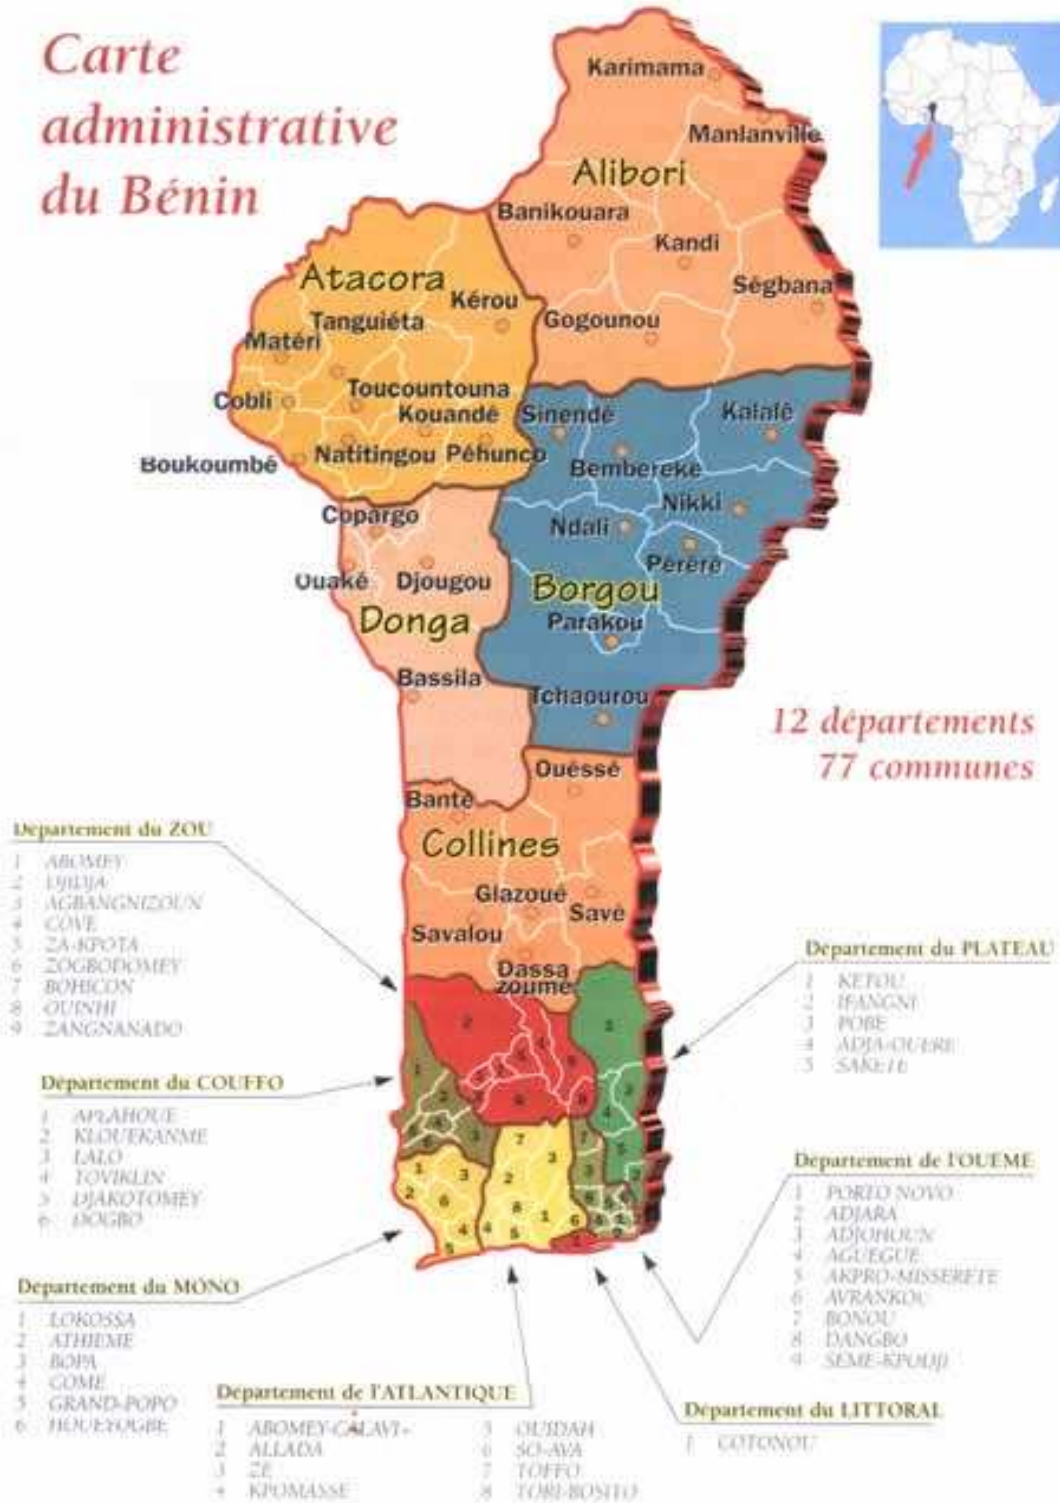 Carte
administrative
du Bénin
Karimama
Manlanville
Alibori
Banikouara
Kandi
Ségbana
Gogounou
Atacora
Kérou
Tanguiéta
Matéri
Toucountouna
Cobli
Kouandé
Natitingou
Péhunco
Boukoumbé
Sinendé
Kalafé
Bembereke
Nikki
Ndali
Pèrèrè
Borgou
Parakou
Tchaourou
Copargo
Ouaké
Djougou
Donga
Bassila
12 départements
77 communes
Ouéssé
Bantè
Collines
Glazoué
Savè
Savalou
Dassa
zoumé
Département du ZOU
1 ABOMEY
2 DJIDJA
3 AGBANGNIZOUN
4 COVE
5 ZA-KPOTA
6 ZOGBODOMEY
7 BOHICON
8 OUINHI
9 ZANGNANADO
Département du PLATEAU
1 KETOU
2 IFANGNI
3 POBE
4 ADJA-OUERE
5 SAKETE
Département du COUFFO
1 APLAHOUE
2 KLOUEKANME
3 LALO
4 TOVIKLIN
5 DJAKOTOMEY
6 DOGBO
Département de l'OUEME
1 PORTO NOVO
2 ADJARA
3 ADJOHOUN
4 AGUEGUE
5 AKPRO-MISSERETE
6 AVRANKOU
7 BONOU
8 DANGBO
9 SEME-KPODJI
Département du MONO
1 LOKOSSA
2 ATHIEME
3 BOPA
4 COME
5 GRAND-POPO
6 HOUEYOGBE
Département de l'ATLANTIQUE
1 ABOMEY-CALAVI
2 ALLADA
3 ZE
4 KPOMASSE
5 OUIDAH
6 SO-AVA
7 TOFFO
8 TORI-BOSITO
Département du LITTORAL
1 COTONOU